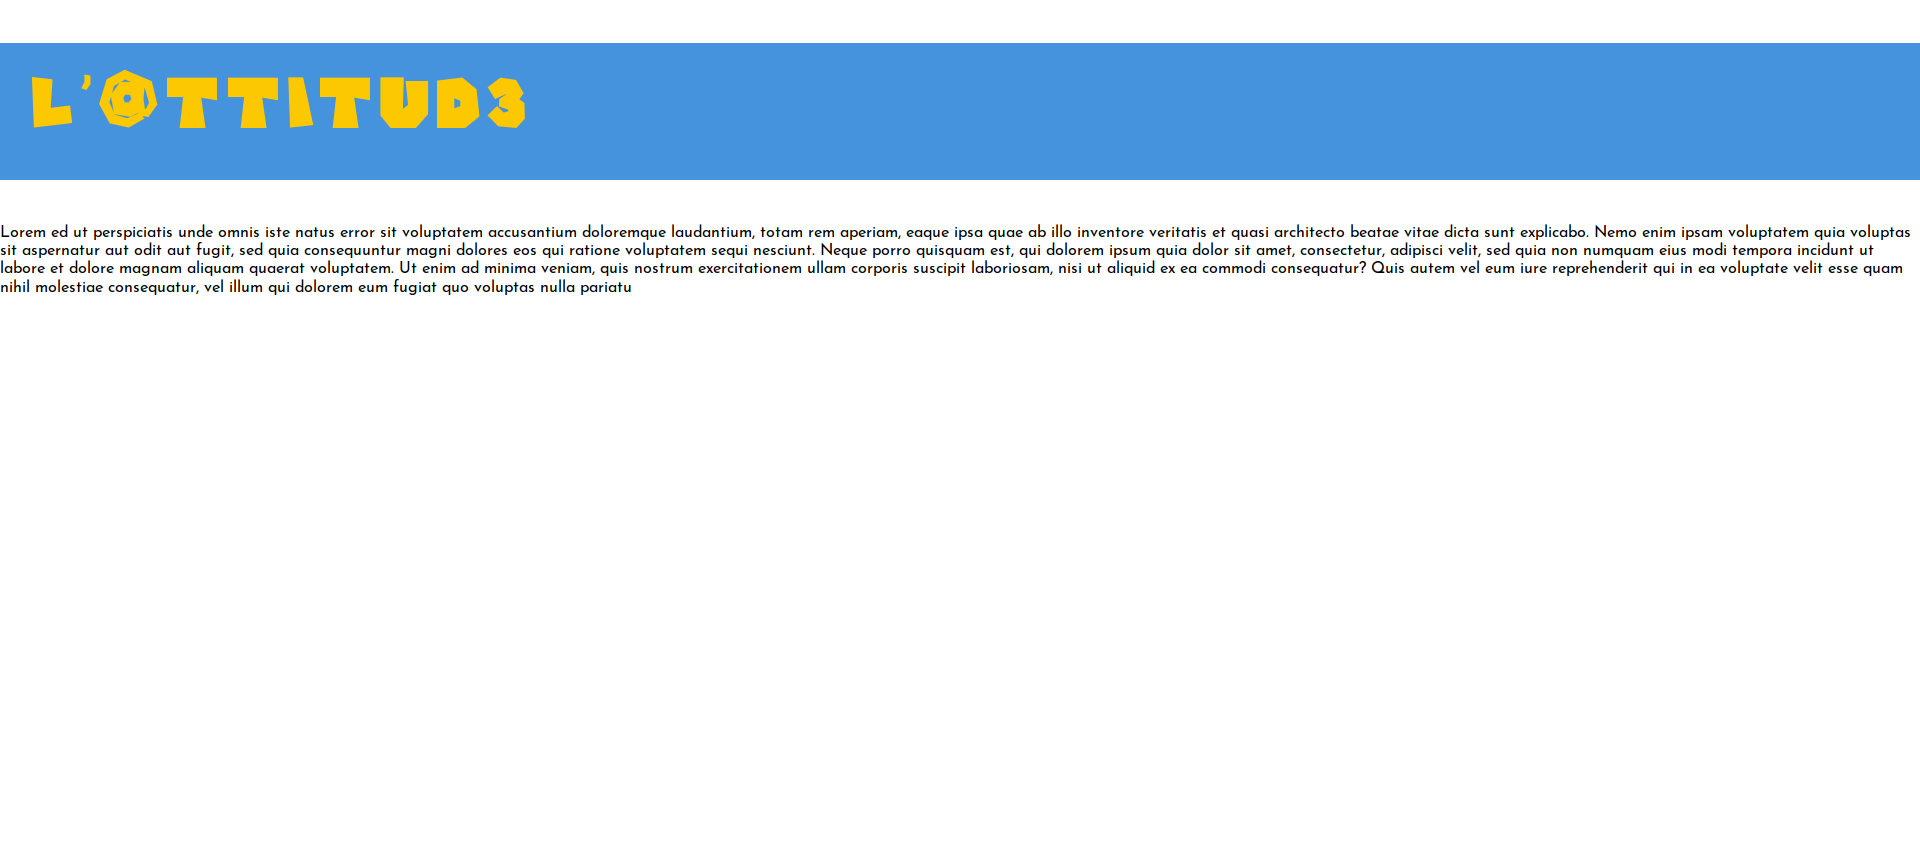 L'@TTITUD3
Lorem ed ut perspiciatis unde omnis iste natus error sit voluptatem accusantium doloremque laudantium, totam rem aperiam, eaque ipsa quae ab illo inventore veritatis et quasi architecto beatae vitae dicta sunt explicabo. Nemo enim ipsam voluptatem quia voluptas
sit aspernatur aut odit aut fugit, sed quia consequuntur magni dolores eos qui ratione voluptatem sequi nesciunt. Neque porro quisquam est, qui dolorem ipsum quia dolor sit amet, consectetur, adipisci velit, sed quia non numquam eius modi tempora incidunt ut
labore et dolore magnam aliquam quaerat voluptatem. Ut enim ad minima veniam, quis nostrum exercitationem ullam corporis suscipit laboriosam, nisi ut aliquid ex ea commodi consequatur? Quis autem vel eum iure reprehenderit qui in ea voluptate velit esse quam
nihil molestiae consequatur, vel illum qui dolorem eum fugiat quo voluptas nulla pariatu